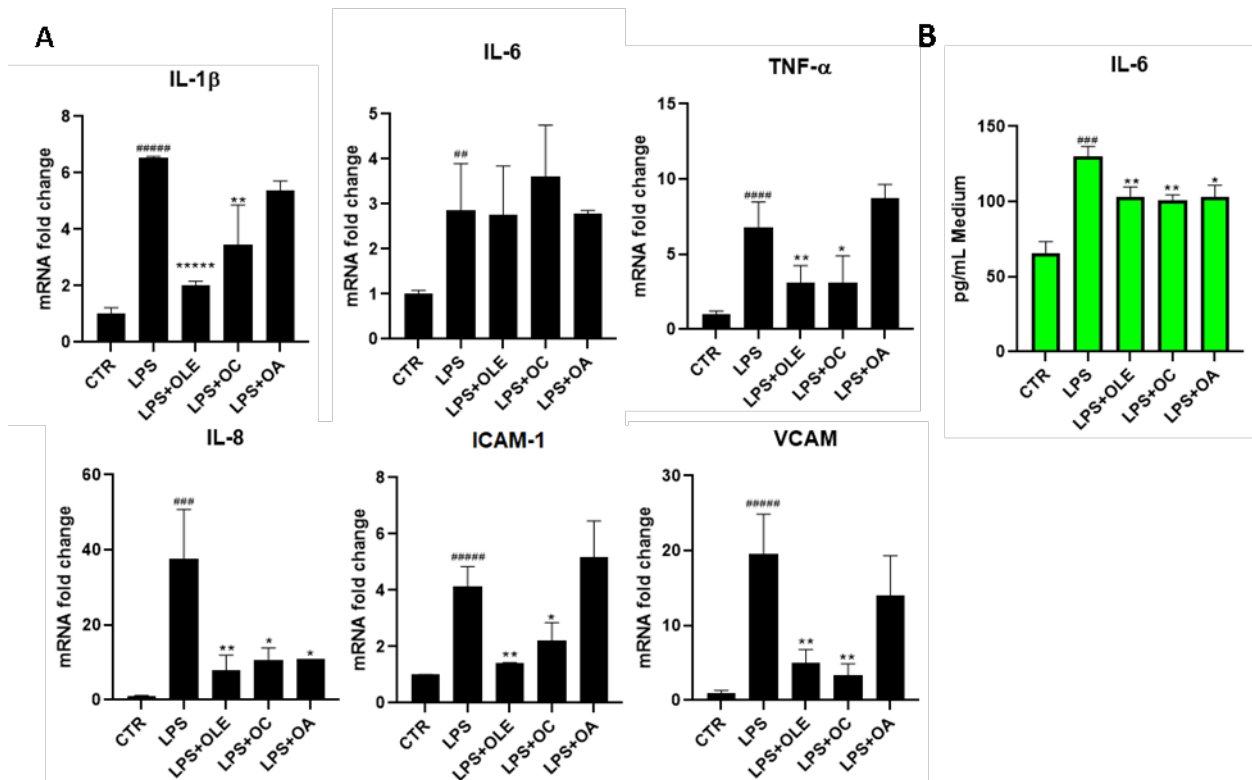 A
B
IL-1β
mRNA fold change
8
6
4
2
0
#####
*****
**
CTR
LPS
LPS+OLE
LPS+OC
LPS+OA
IL-6
mRNA fold change
5
4
3
2
1
0
##
CTR
LPS
LPS+OLE
LPS+OC
LPS+OA
TNF-α
mRNA fold change
15
10
5
0
####
**
*
CTR
LPS
LPS+OLE
LPS+OC
LPS+OA
IL-6
pg/mL Medium
150
100
50
0
###
**
**
*
CTR
LPS
LPS+OLE
LPS+OC
LPS+OA
IL-8
mRNA fold change
60
40
20
0
###
**
*
*
CTR
LPS
LPS+OLE
LPS+OC
LPS+OA
ICAM-1
mRNA fold change
8
6
4
2
0
#####
**
*
CTR
LPS
LPS+OLE
LPS+OC
LPS+OA
VCAM
mRNA fold change
30
20
10
0
#####
**
**
CTR
LPS
LPS+OLE
LPS+OC
LPS+OA